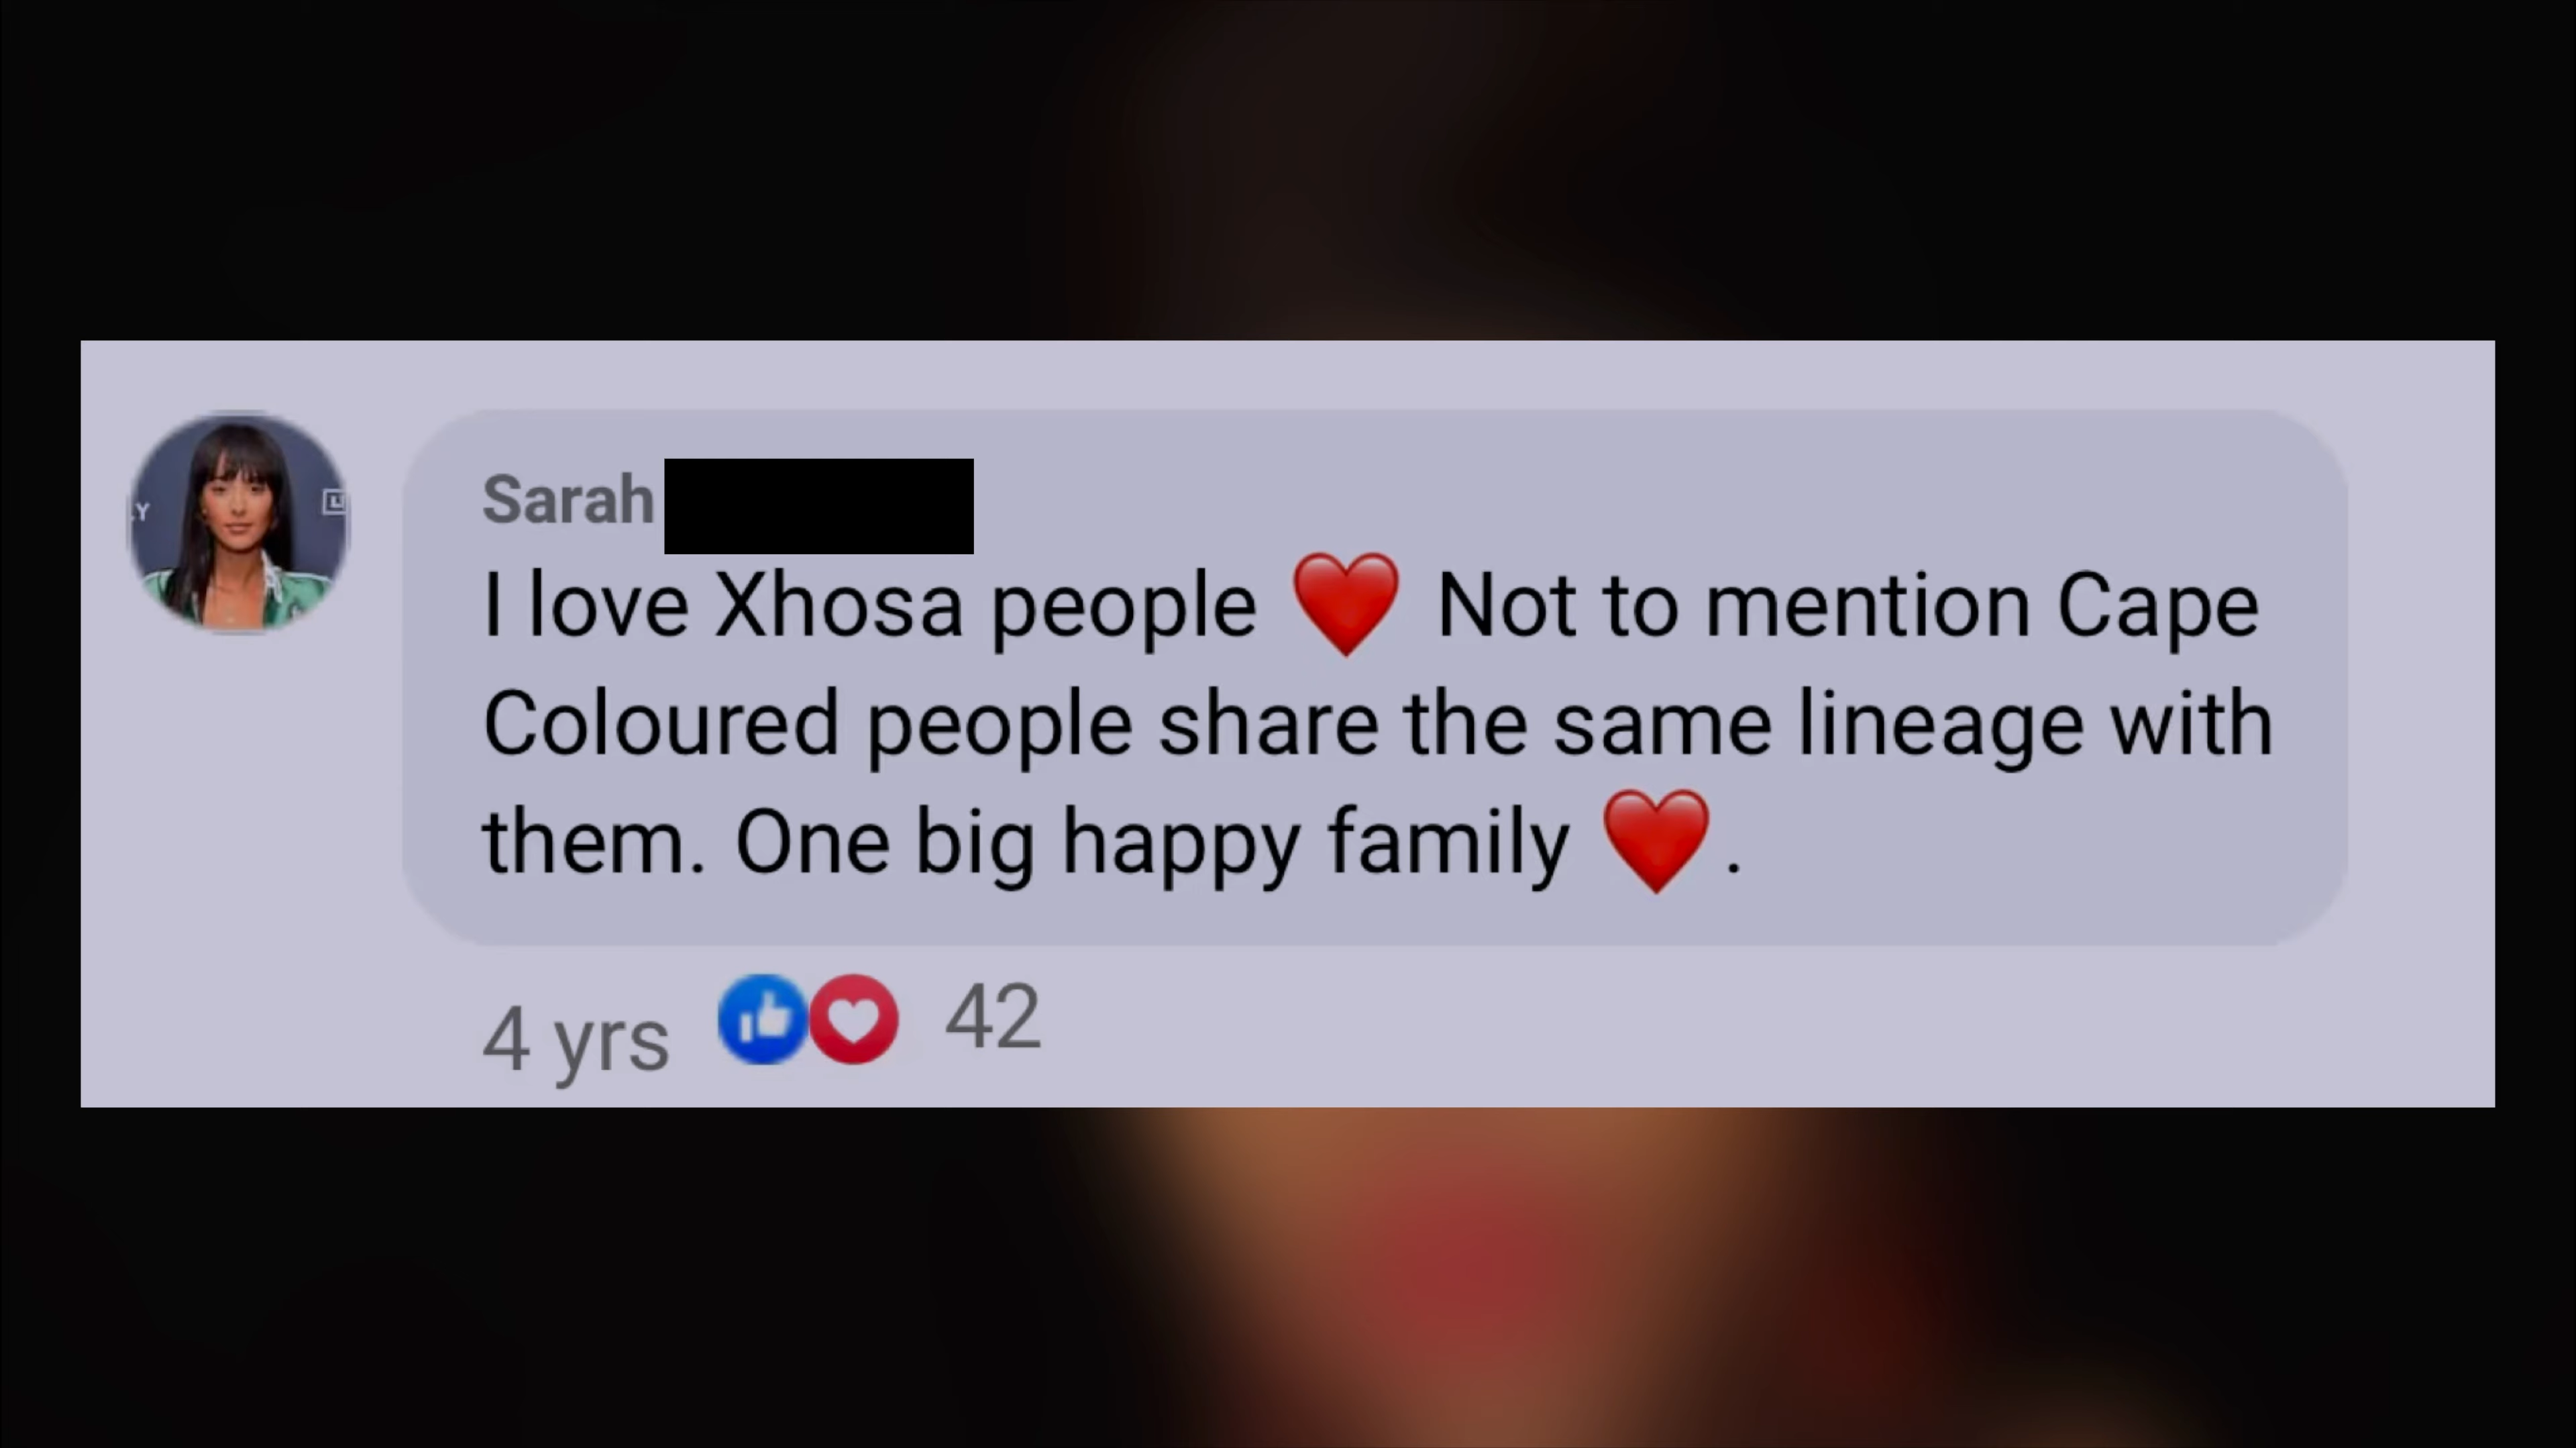 Sarah
I love Xhosa people ❤️ Not to mention Cape
Coloured people share the same lineage with
them. One big happy family ❤️.
4 yrs 42